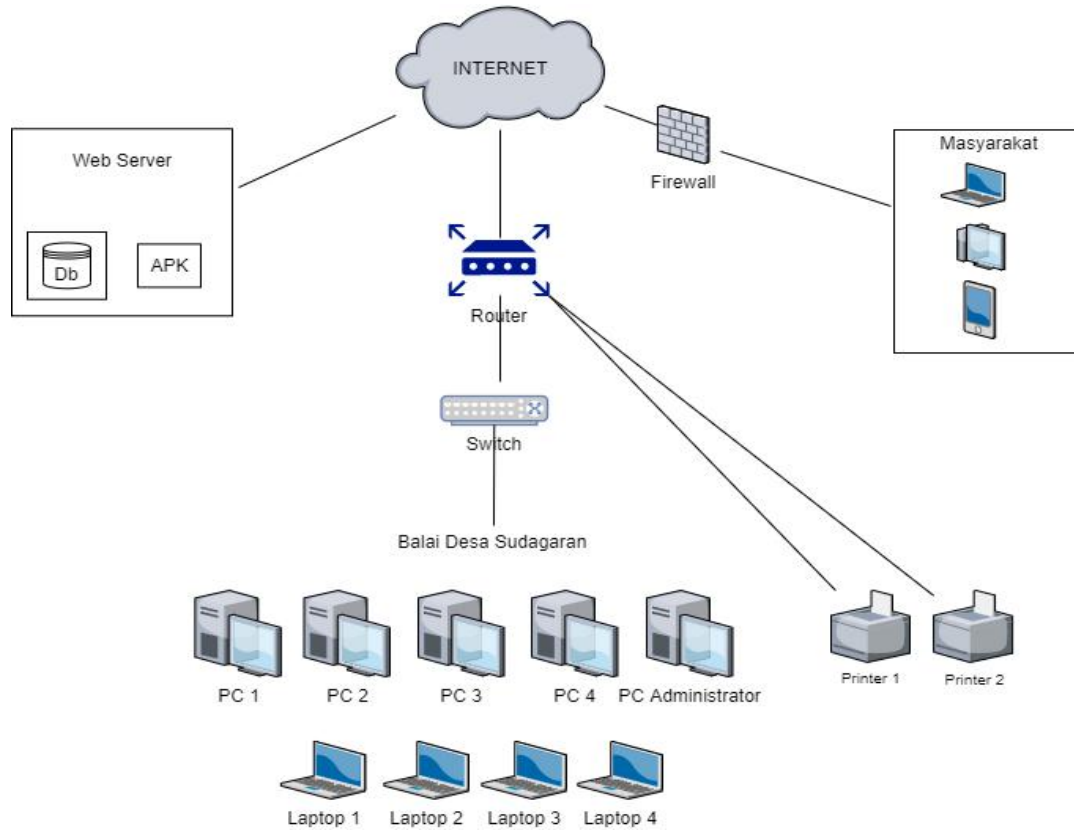 INTERNET
Web Server
Db
APK
Firewall
Masyarakat
Router
Switch
Balai Desa Sudagaran
PC 1
PC 2
PC 3
PC 4
PC Administrator
Printer 1
Printer 2
Laptop 1
Laptop 2
Laptop 3
Laptop 4